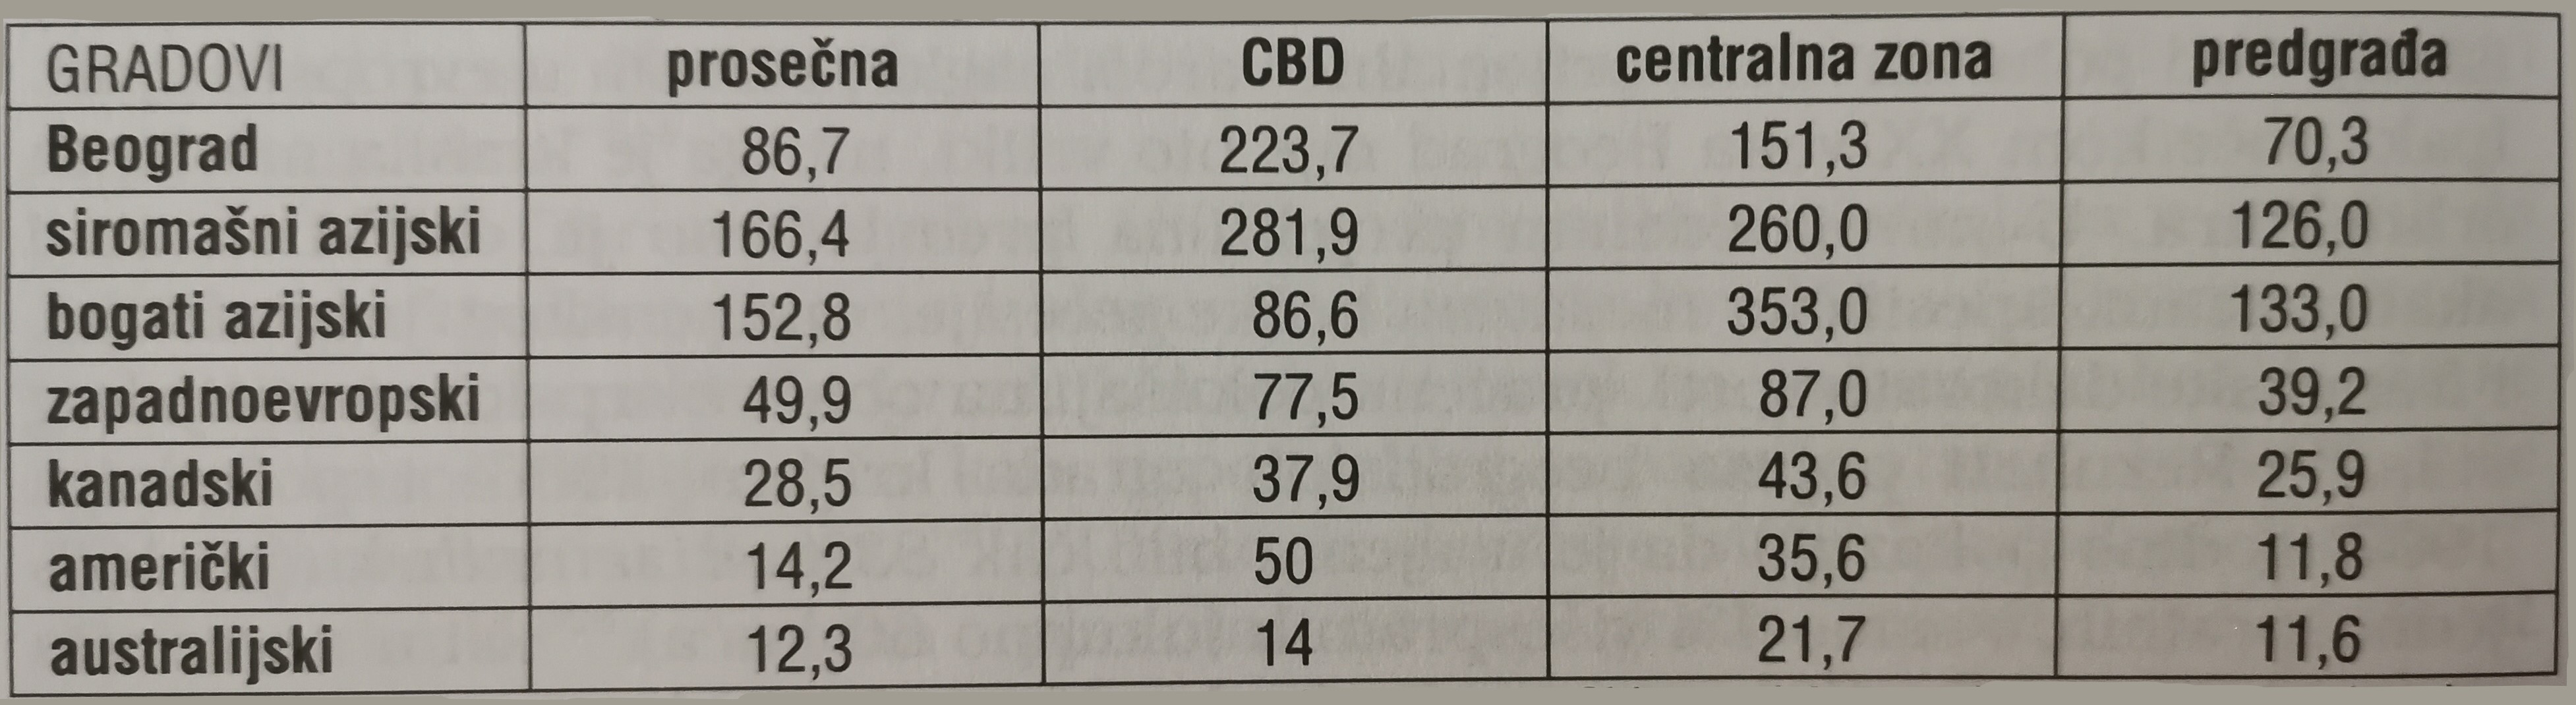 GRADOVI prosečna CBD centralna zona predgrađa
Beograd 86,7 223,7 151,3 70,3
siromašni azijski 166,4 281,9 260,0 126,0
bogati azijski 152,8 86,6 353,0 133,0
zapadnoevropski 49,9 77,5 87,0 39,2
kanadski 28,5 37,9 43,6 25,9
američki 14,2 50 35,6 11,8
australijski 12,3 14 21,7 11,6